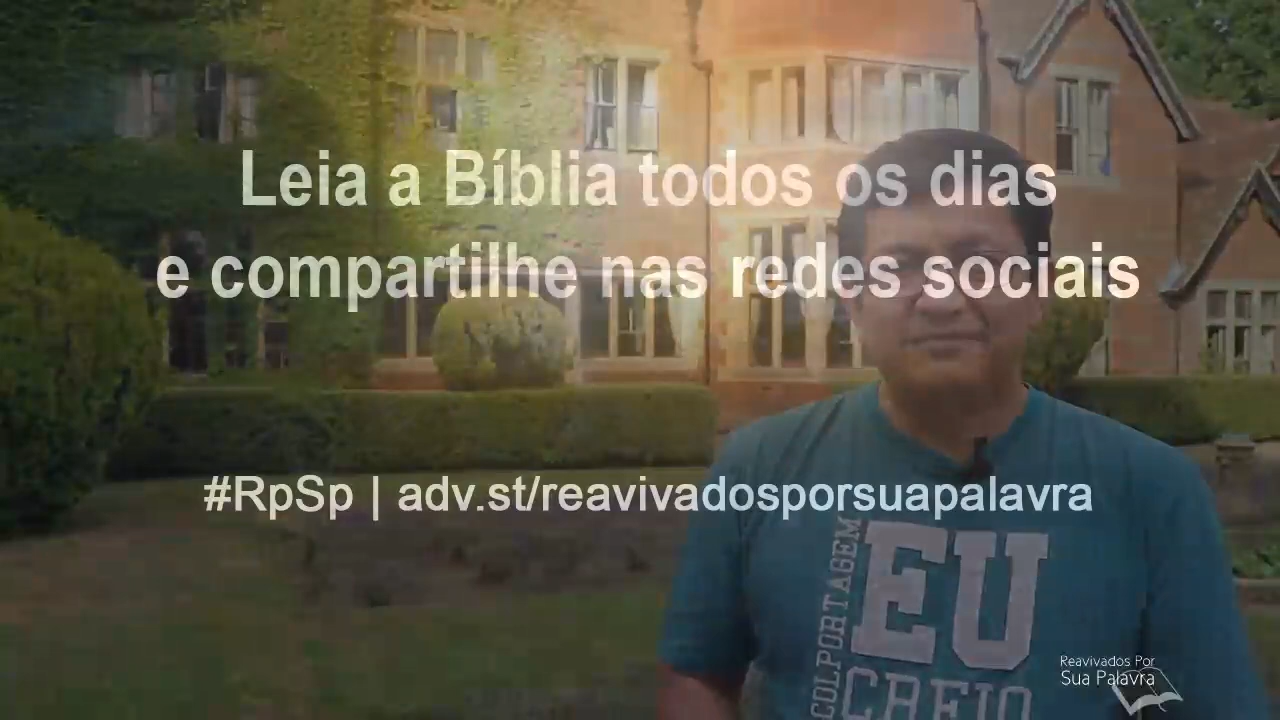 Leia a Bíblia todos os dias
e compartilhe nas redes sociais
#RpSp | adv.st/reavivadosporsuapalavra
COLPORTAGEM
EU
CREIO
Reavivados Por
Sua Palavra